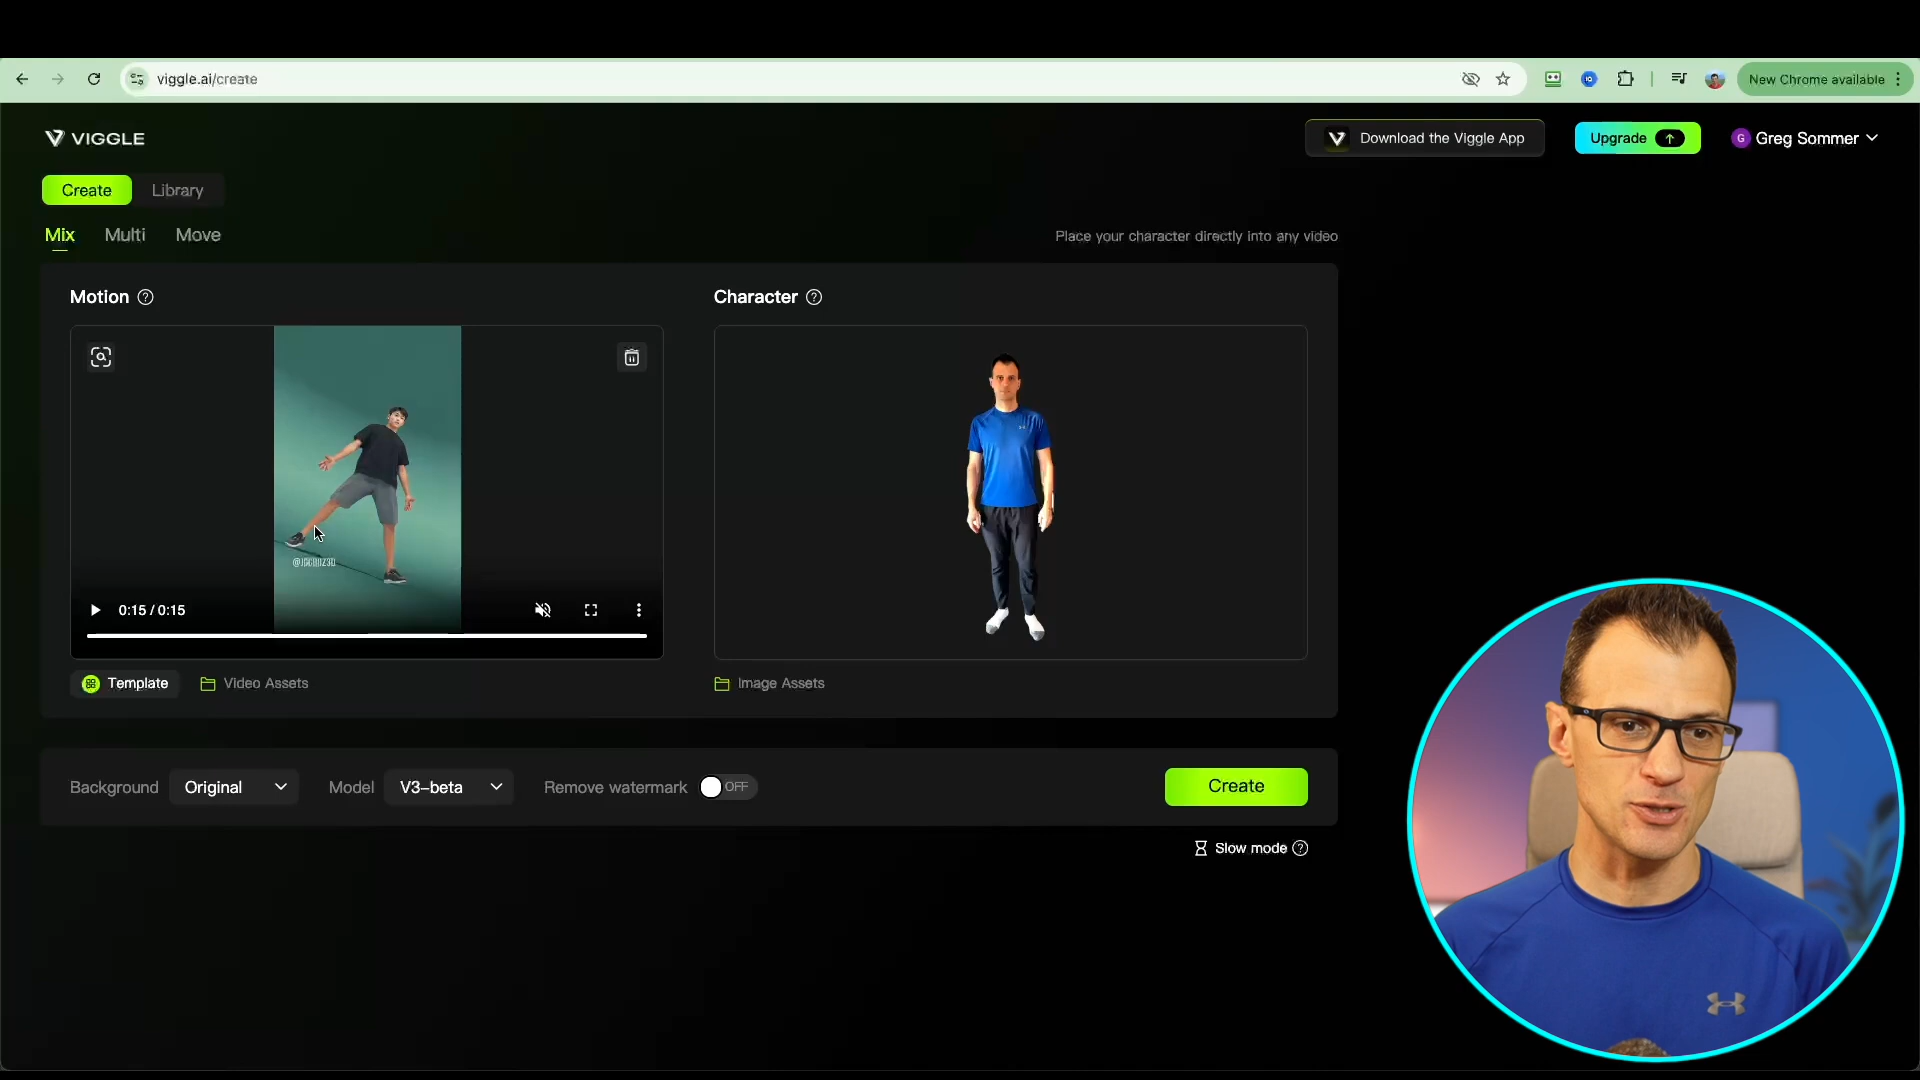 viggle.ai/create
New Chrome available
VIGGLE
Download the Viggle App
Upgrade
G Greg Sommer
Create
Library
Mix
Multi
Move
Place your character directly into any video
Motion
Character
0:15 / 0:15
Template
Video Assets
Image Assets
Background
Original
Model
V3-beta
Remove watermark
OFF
Create
Slow mode